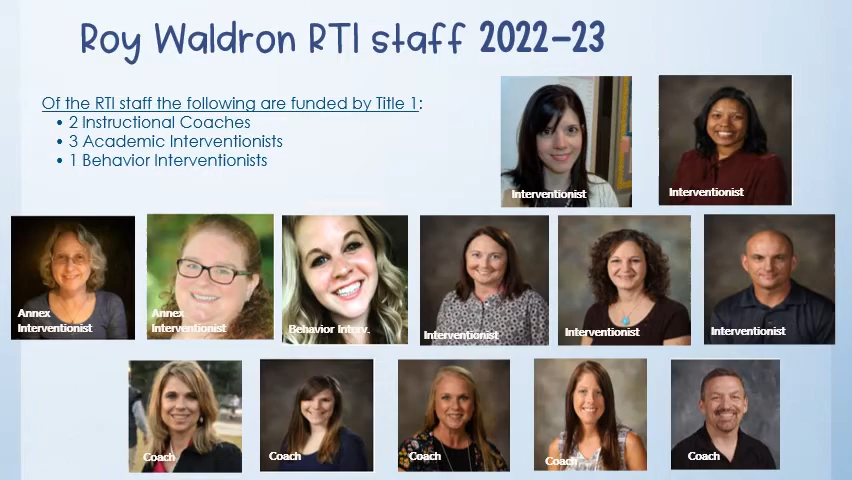 Roy Waldron RTI staff 2022-23
Of the RTI staff the following are funded by Title 1:
• 2 Instructional Coaches
• 3 Academic Interventionists
• 1 Behavior Interventionists
Interventionist
Interventionist
Annex
Interventionist
Annex
Interventionist
Behavior Interv.
Interventionist
Interventionist
Interventionist
Coach
Coach
Coach
Coach
Coach